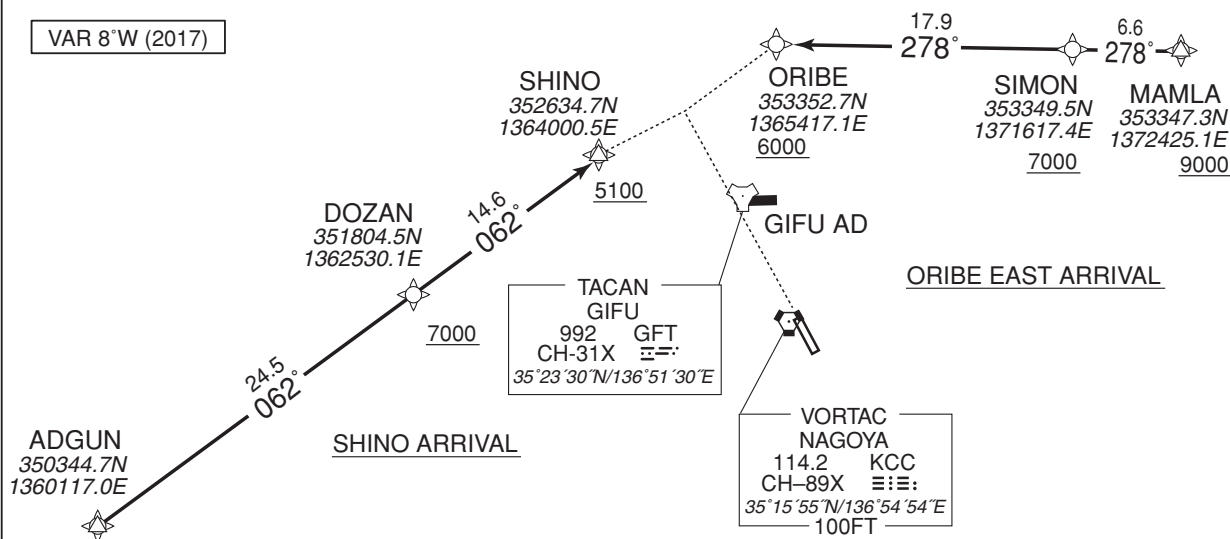 VAR 8°W (2017)
17.9
278°
6.6
278°
SHINO
352634.7N
1364000.5E
5100
ORIBE
353352.7N
1365417.1E
6000
SIMON
353349.5N
1371617.4E
7000
MAMLA
353347.3N
1372425.1E
9000
DOZAN
351804.5N
1362530.1E
7000
14.6
062°
GIFU AD
ORIBE EAST ARRIVAL
TACAN
GIFU
992 GFT
CH-31X
35°23′30″N/136°51′30″E
24.5
062°
SHINO ARRIVAL
ADGUN
350344.7N
1360117.0E
VORTAC
NAGOYA
114.2 KCC
CH–89X
35°15′55″N/136°54′54″E
100FT